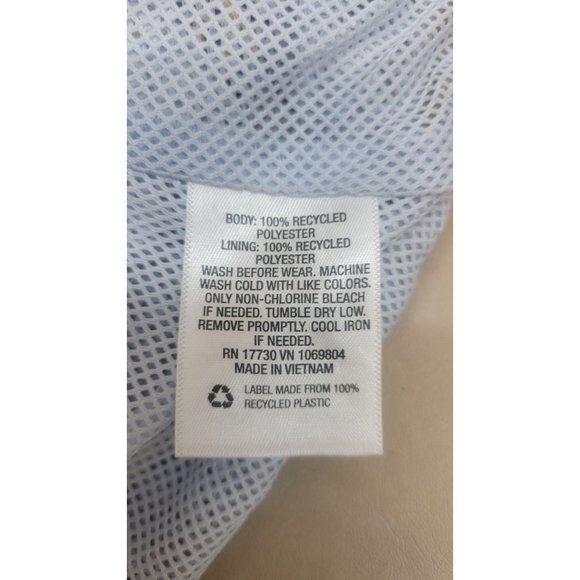 BODY: 100% RECYCLED
POLYESTER
LINING: 100% RECYCLED
POLYESTER
WASH BEFORE WEAR. MACHINE
WASH COLD WITH LIKE COLORS.
ONLY NON-CHLORINE BLEACH
IF NEEDED. TUMBLE DRY LOW.
REMOVE PROMPTLY. COOL IRON
IF NEEDED.
RN 17730 VN 1069804
MADE IN VIETNAM
LABEL MADE FROM 100%
RECYCLED PLASTIC